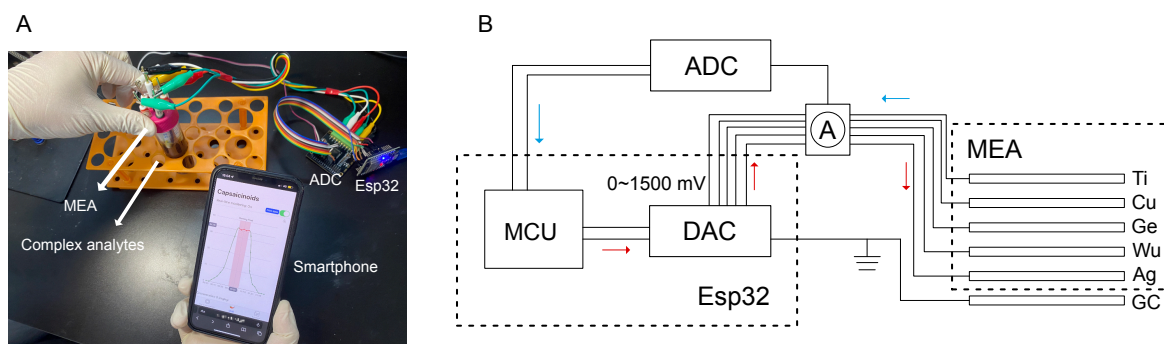 A
ADC
Esp32
MEA
Complex analytes
Capsaicinoids
Smartphone
B
ADC
A
0~1500 mV
MCU
DAC
Esp32
MEA
Ti
Cu
Ge
Wu
Ag
GC